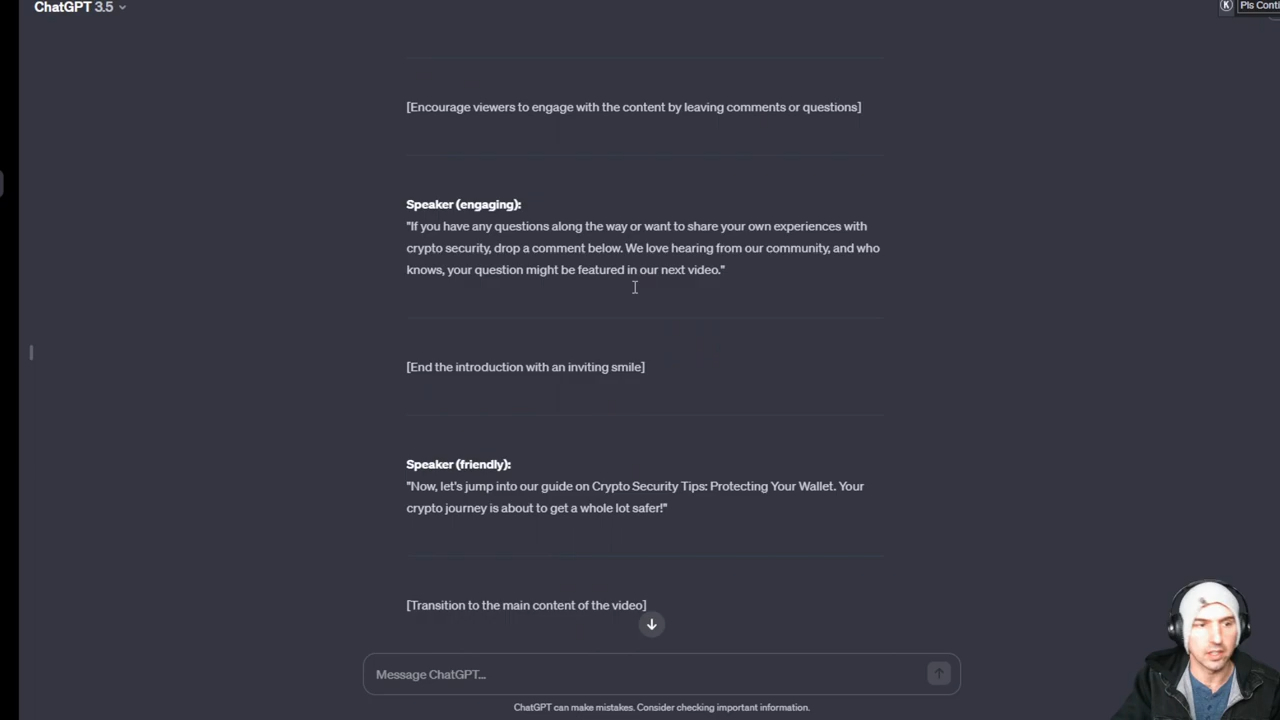 ChatGPT 3.5
K
Pls Conti
[Encourage viewers to engage with the content by leaving comments or questions]
Speaker (engaging):
"If you have any questions along the way or want to share your own experiences with
crypto security, drop a comment below. We love hearing from our community, and who
knows, your question might be featured in our next video."
[End the introduction with an inviting smile]
Speaker (friendly):
"Now, let's jump into our guide on Crypto Security Tips: Protecting Your Wallet. Your
crypto journey is about to get a whole lot safer!"
[Transition to the main content of the video]
Message ChatGPT...
ChatGPT can make mistakes. Consider checking important information.